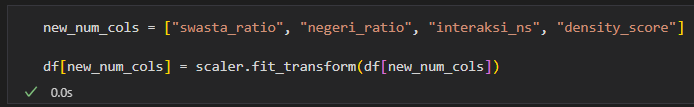 new_num_cols = ["swasta_ratio", "negeri_ratio", "interaksi_ns", "density_score"]
df[new_num_cols] = scaler.fit_transform(df[new_num_cols])
✓ 0.0s